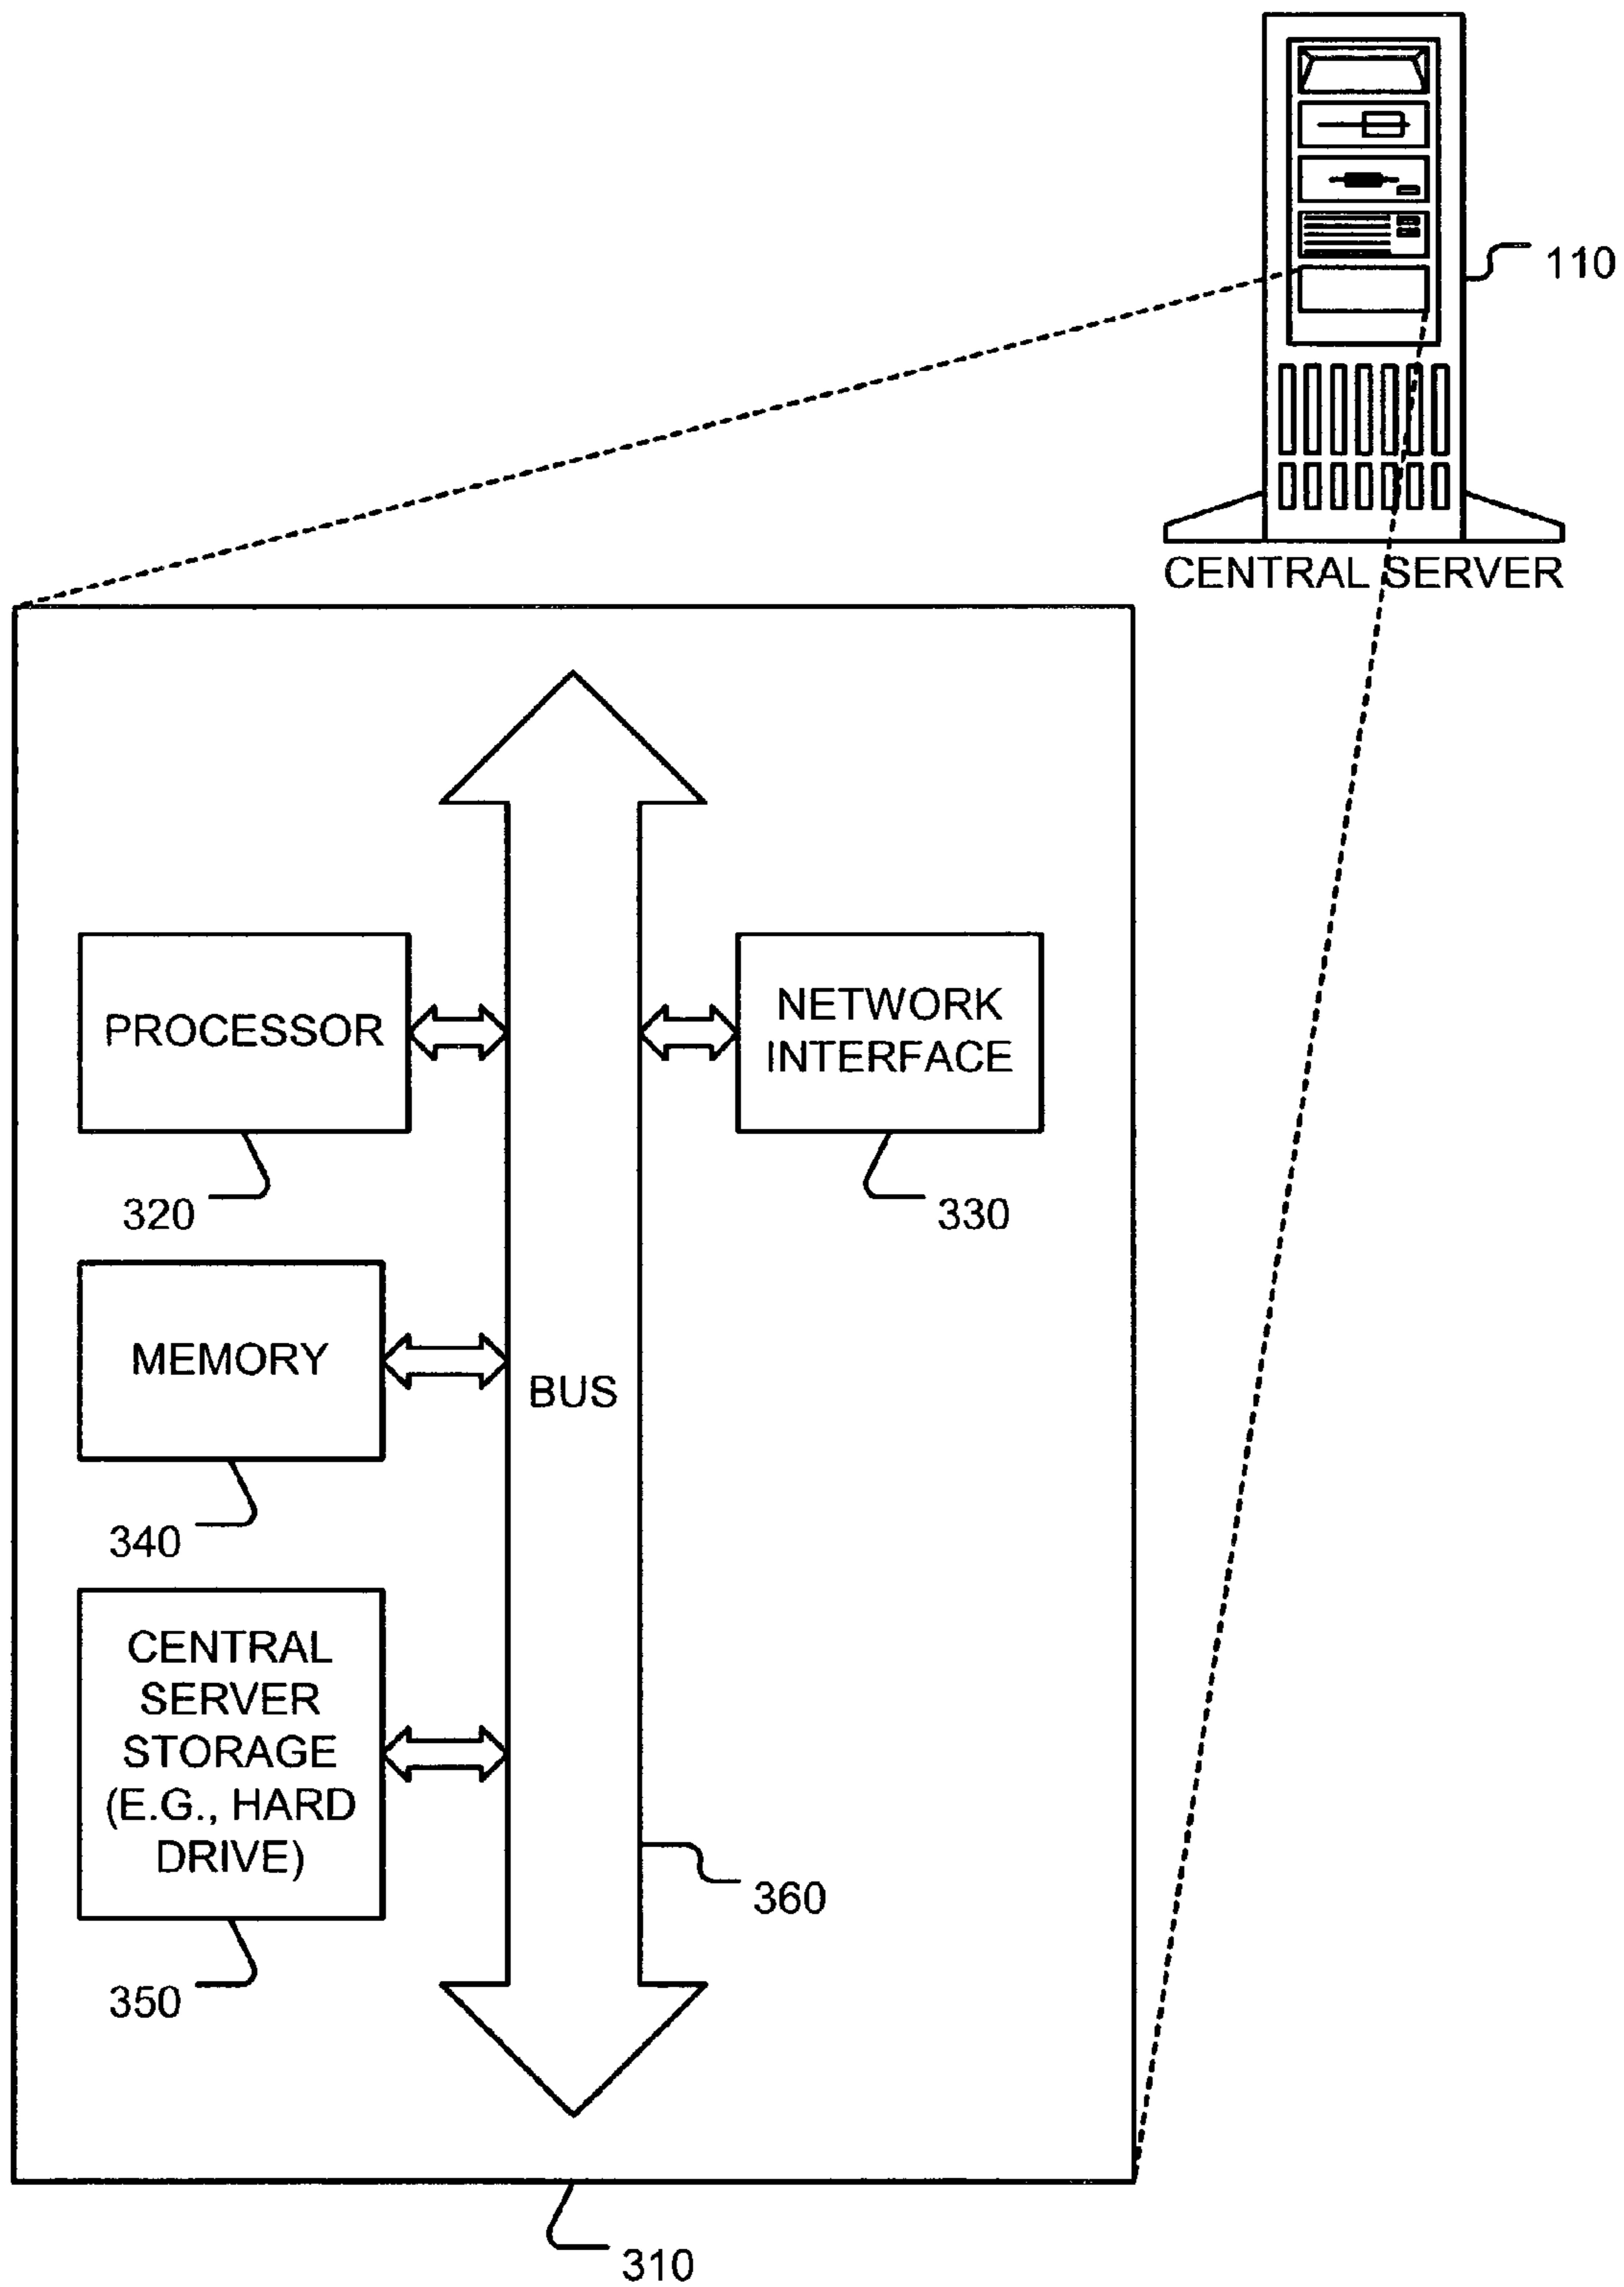 110
CENTRAL SERVER
PROCESSOR
320
NETWORK
INTERFACE
330
MEMORY
340
BUS
CENTRAL
SERVER
STORAGE
(E.G., HARD
DRIVE)
350
360
310